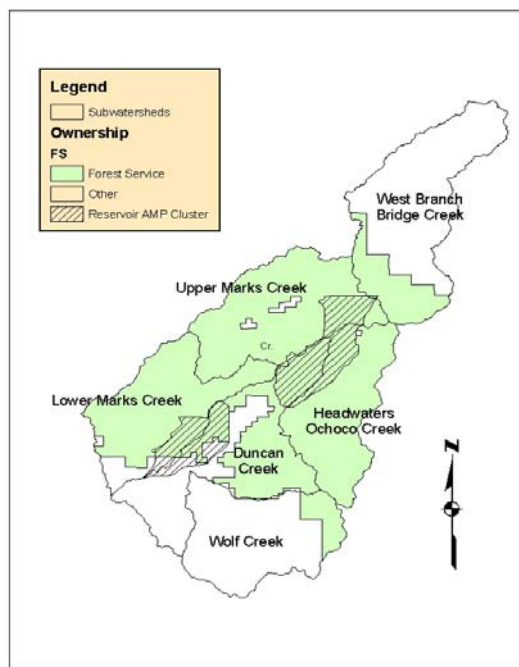 Legend
Subwatersheds
Ownership
FS
Forest Service
Other
Reservoir AMP Cluster
West Branch
Bridge Creek
Upper Marks Creek
Cr.
Lower Marks Creek
Headwaters
Ochoco Creek
Duncan
Creek
Wolf Creek
N